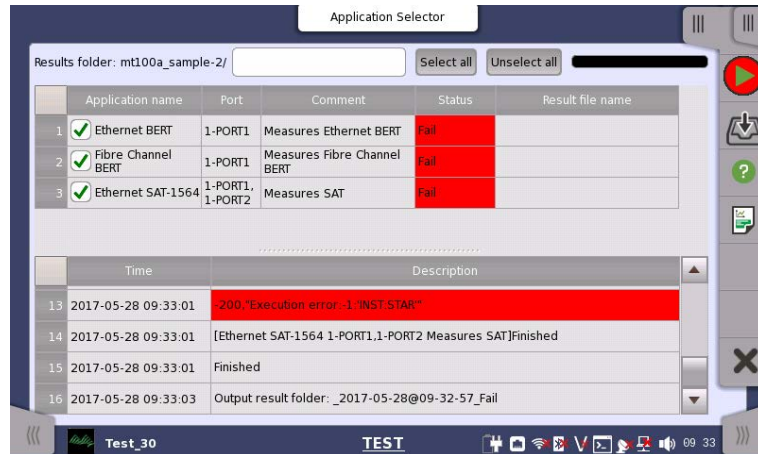 Application Selector
Results folder: mt100a_sample-2/
Select all
Unselect all
Application name Port Comment Status Result file name
1 Ethernet BERT 1-PORT1 Measures Ethernet BERT Fail
2 Fibre Channel BERT 1-PORT1 Measures Fibre Channel BERT Fail
3 Ethernet SAT-1564 1-PORT1, 1-PORT2 Measures SAT Fail
Time Description
13 2017-05-28 09:33:01 -200,"Execution error:-1:'INST:STAR'"
14 2017-05-28 09:33:01 [Ethernet SAT-1564 1-PORT1,1-PORT2 Measures SAT]Finished
15 2017-05-28 09:33:01 Finished
16 2017-05-28 09:33:03 Output result folder: _2017-05-28@09-32-57_Fail
Test_30 TEST 09 33